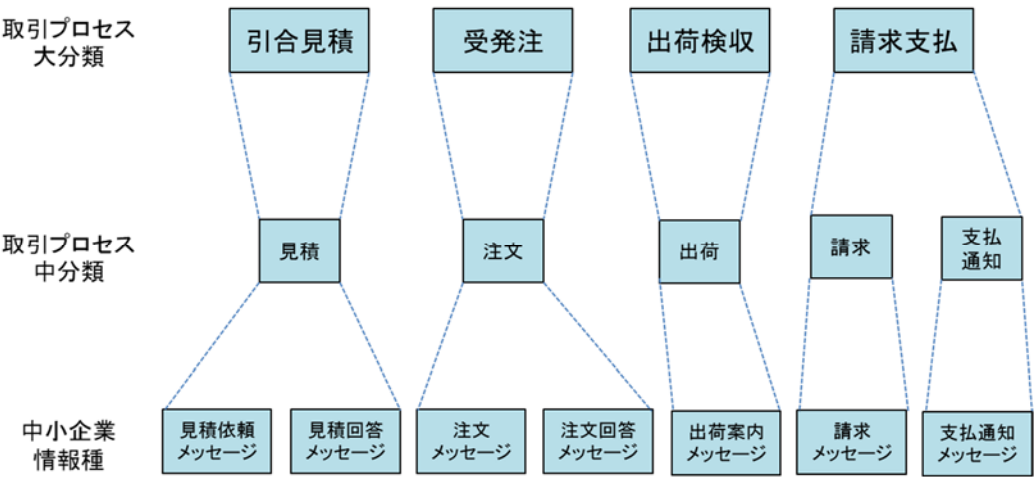 取引プロセス
大分類
引合見積
受発注
出荷検収
請求支払
取引プロセス
中分類
見積
注文
出荷
請求
支払
通知
中小企業
情報種
見積依頼
メッセージ
見積回答
メッセージ
注文
メッセージ
注文回答
メッセージ
出荷案内
メッセージ
請求
メッセージ
支払通知
メッセージ